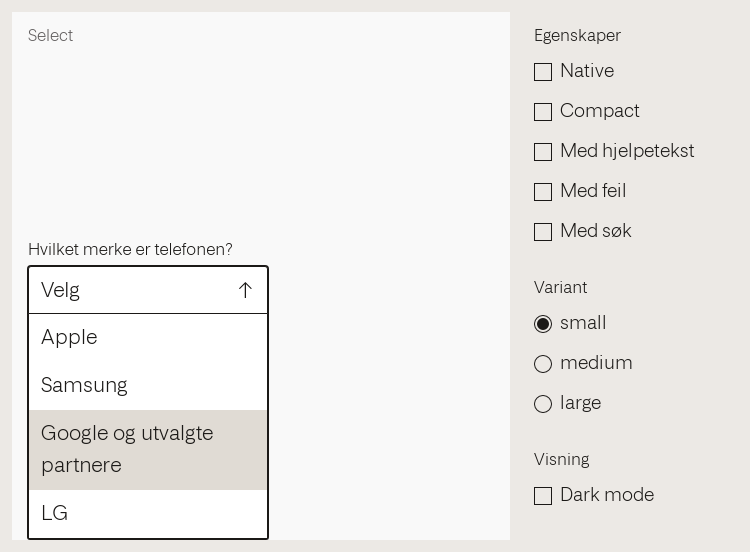 Select
Hvilket merke er telefonen?
Velg
Apple
Samsung
Google og utvalgte
partnere
LG
Egenskaper
Native
Compact
Med hjelpetekst
Med feil
Med søk
Variant
small
medium
large
Visning
Dark mode